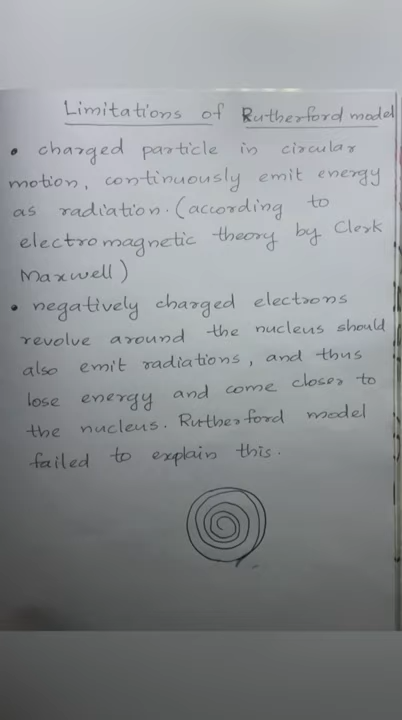 Limitations of Rutherford model
• charged particle in circular
motion, continuously emit energy
as radiation. (according to
electromagnetic theory by Clerk
Maxwell)
• negatively charged electrons
revolve around the nucleus should
also emit radiations, and thus
lose energy and come closer to
the nucleus. Rutherford model
failed to explain this.